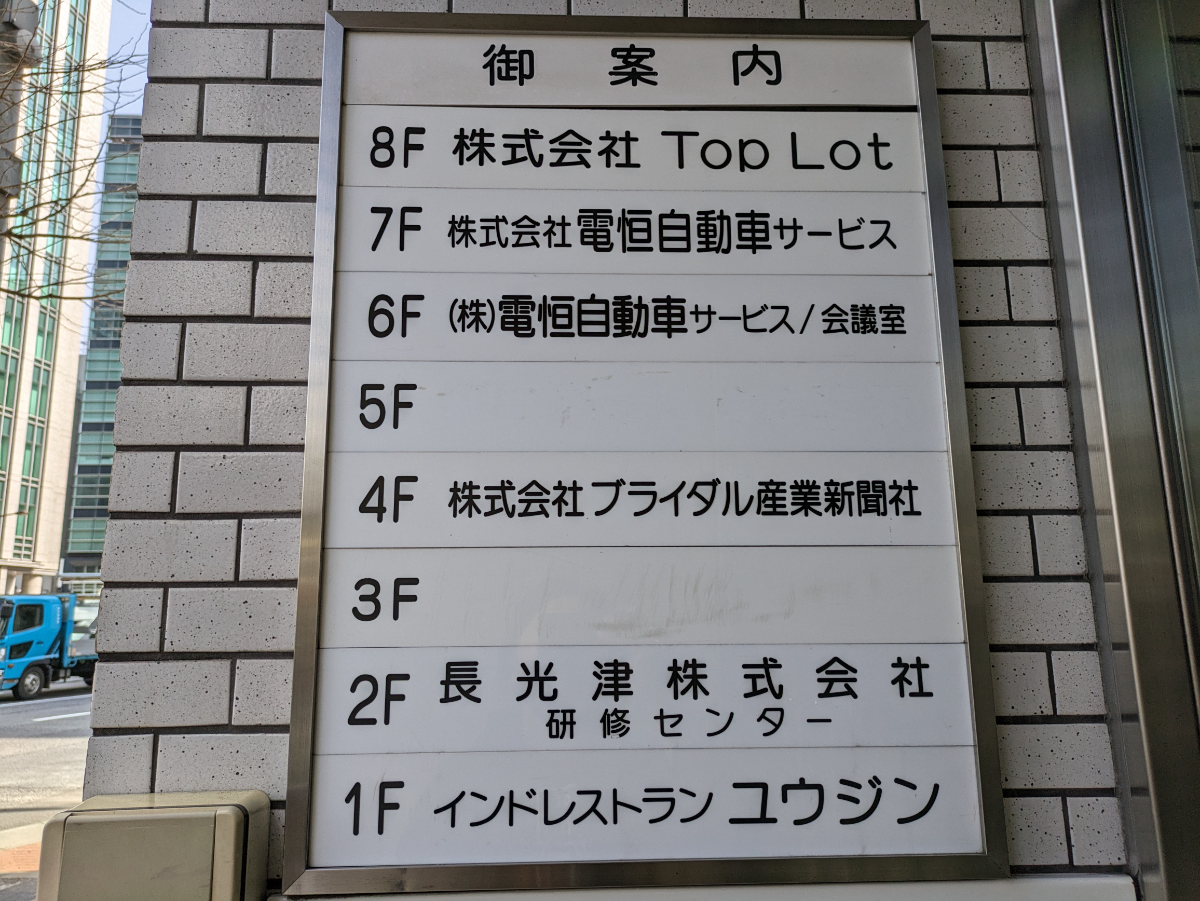 御案内
8F 株式会社 Top Lot
7F 株式会社 電恒自動車サービス
6F (株)電恒自動車サービス/会議室
5F
4F 株式会社 ブライダル産業新聞社
3F
2F 長光津株式会社
研修センター
1F インドレストラン ユウジン